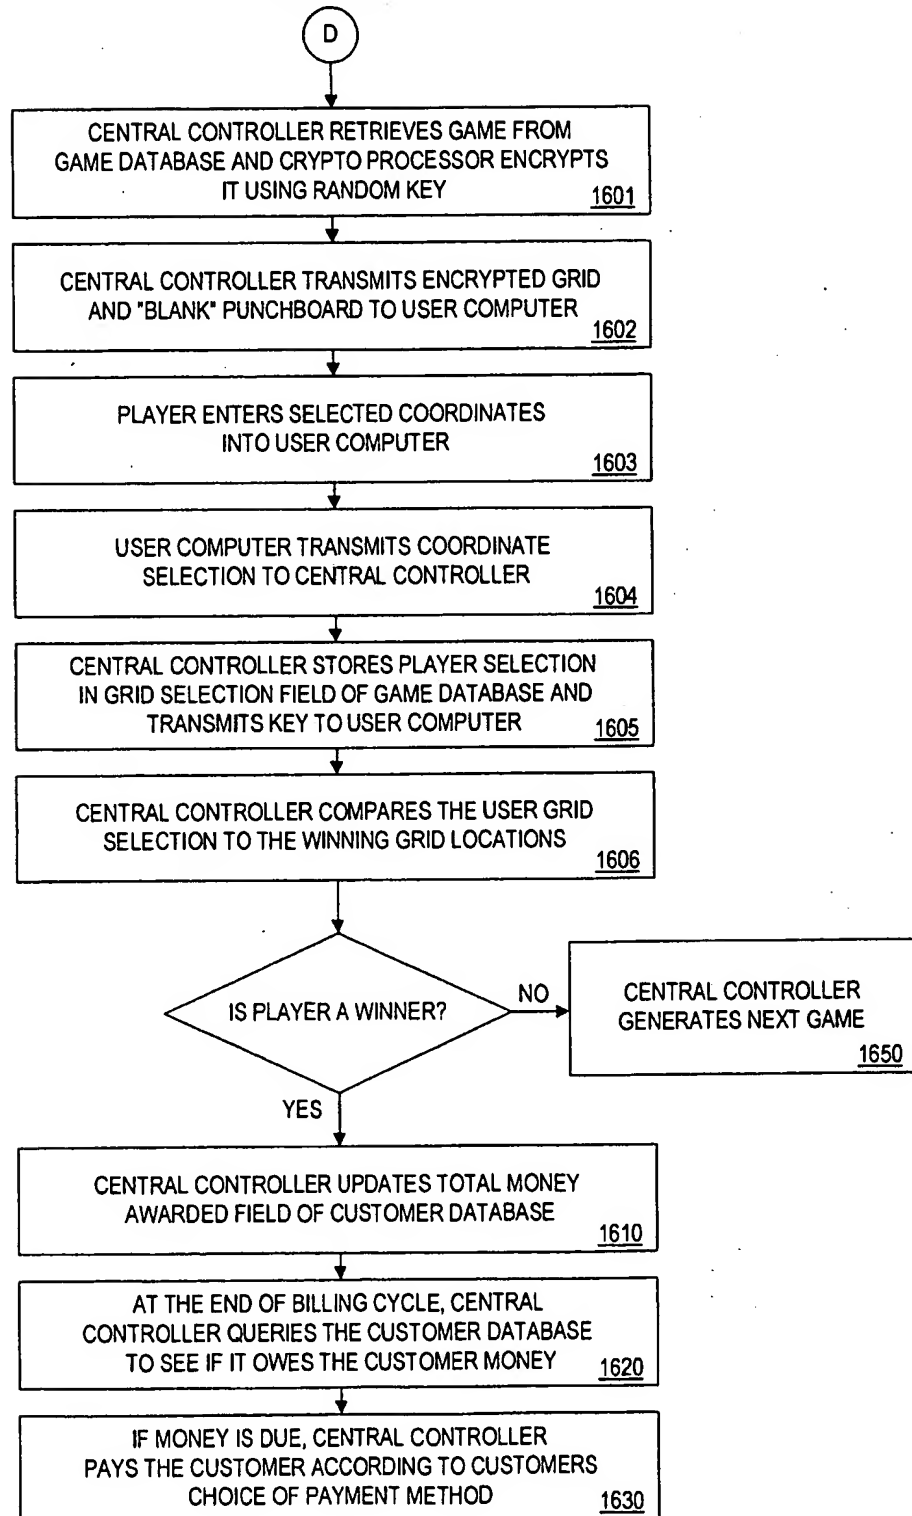 D
CENTRAL CONTROLLER RETRIEVES GAME FROM
GAME DATABASE AND CRYPTO PROCESSOR ENCRYPTS
IT USING RANDOM KEY
1601
CENTRAL CONTROLLER TRANSMITS ENCRYPTED GRID
AND "BLANK" PUNCHBOARD TO USER COMPUTER
1602
PLAYER ENTERS SELECTED COORDINATES
INTO USER COMPUTER
1603
USER COMPUTER TRANSMITS COORDINATE
SELECTION TO CENTRAL CONTROLLER
1604
CENTRAL CONTROLLER STORES PLAYER SELECTION
IN GRID SELECTION FIELD OF GAME DATABASE AND
TRANSMITS KEY TO USER COMPUTER
1605
CENTRAL CONTROLLER COMPARES THE USER GRID
SELECTION TO THE WINNING GRID LOCATIONS
1606
IS PLAYER A WINNER?
NO
CENTRAL CONTROLLER
GENERATES NEXT GAME
1650
YES
CENTRAL CONTROLLER UPDATES TOTAL MONEY
AWARDED FIELD OF CUSTOMER DATABASE
1610
AT THE END OF BILLING CYCLE, CENTRAL
CONTROLLER QUERIES THE CUSTOMER DATABASE
TO SEE IF IT OWES THE CUSTOMER MONEY
1620
IF MONEY IS DUE, CENTRAL CONTROLLER
PAYS THE CUSTOMER ACCORDING TO CUSTOMERS
CHOICE OF PAYMENT METHOD
1630